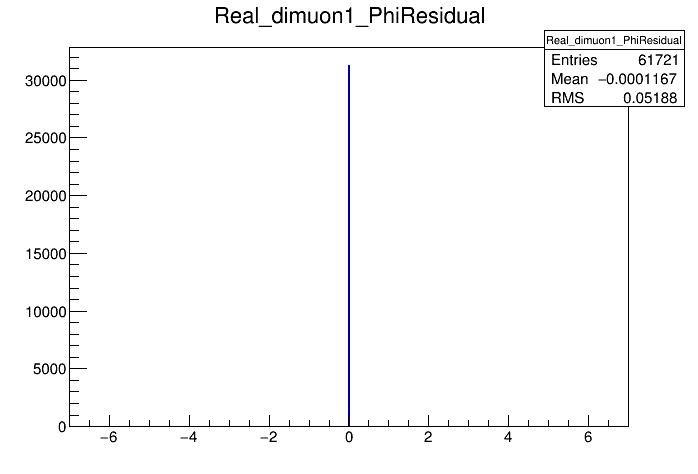 Real_dimuon1_PhiResidual
Real_dimuon1_PhiResidual
Entries 61721
Mean −0.0001167
RMS 0.05188
30000
25000
20000
15000
10000
5000
0
−6 −4 −2 0 2 4 6